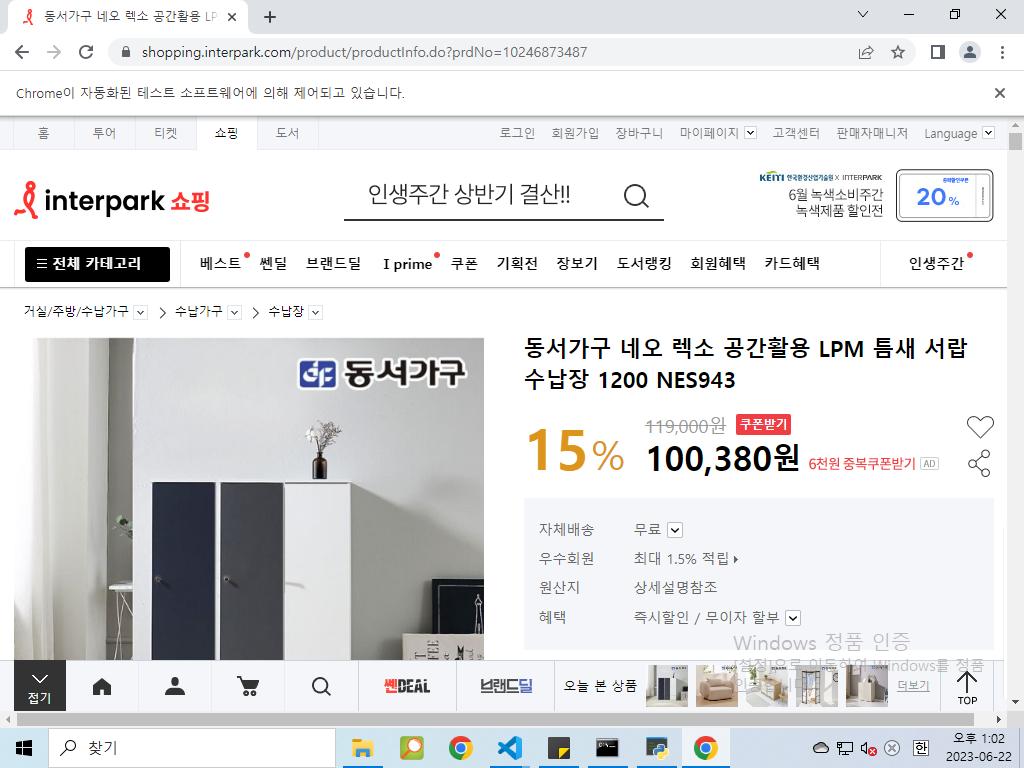 동서가구 네오 렉소 공간활용 LP
shopping.interpark.com/product/productInfo.do?prdNo=10246873487
Chrome이 자동화된 테스트 소프트웨어에 의해 제어되고 있습니다.
홈 투어 티켓 쇼핑 도서 로그인 회원가입 장바구니 마이페이지 고객센터 판매자매니저 Language
interpark 쇼핑
인생주간 상반기 결산!!
KEITI 한국환경산업기술원 X INTERPARK
6월 녹색소비주간
녹색제품 할인전
20%
전체 카테고리 베스트 쎈딜 브랜드딜 I prime 쿠폰 기획전 장보기 도서랭킹 회원혜택 카드혜택 인생주간
거실/주방/수납가구 수납가구 수납장
동서가구
동서가구 네오 렉소 공간활용 LPM 틈새 서랍
수납장 1200 NES943
15%
119,000원 쿠폰받기
100,380원 6천원 중복쿠폰받기 AD
자체배송 무료
우수회원 최대 1.5% 적립
원산지 상세설명참조
혜택 즉시할인 / 무이자 할부
Windows 정품 인증
[설정]으로 이동하여 Windows를 정품
접기
쎈DEAL
브랜드딜
오늘 본 상품
더보기
TOP
찾기
한
오후 1:02
2023-06-22